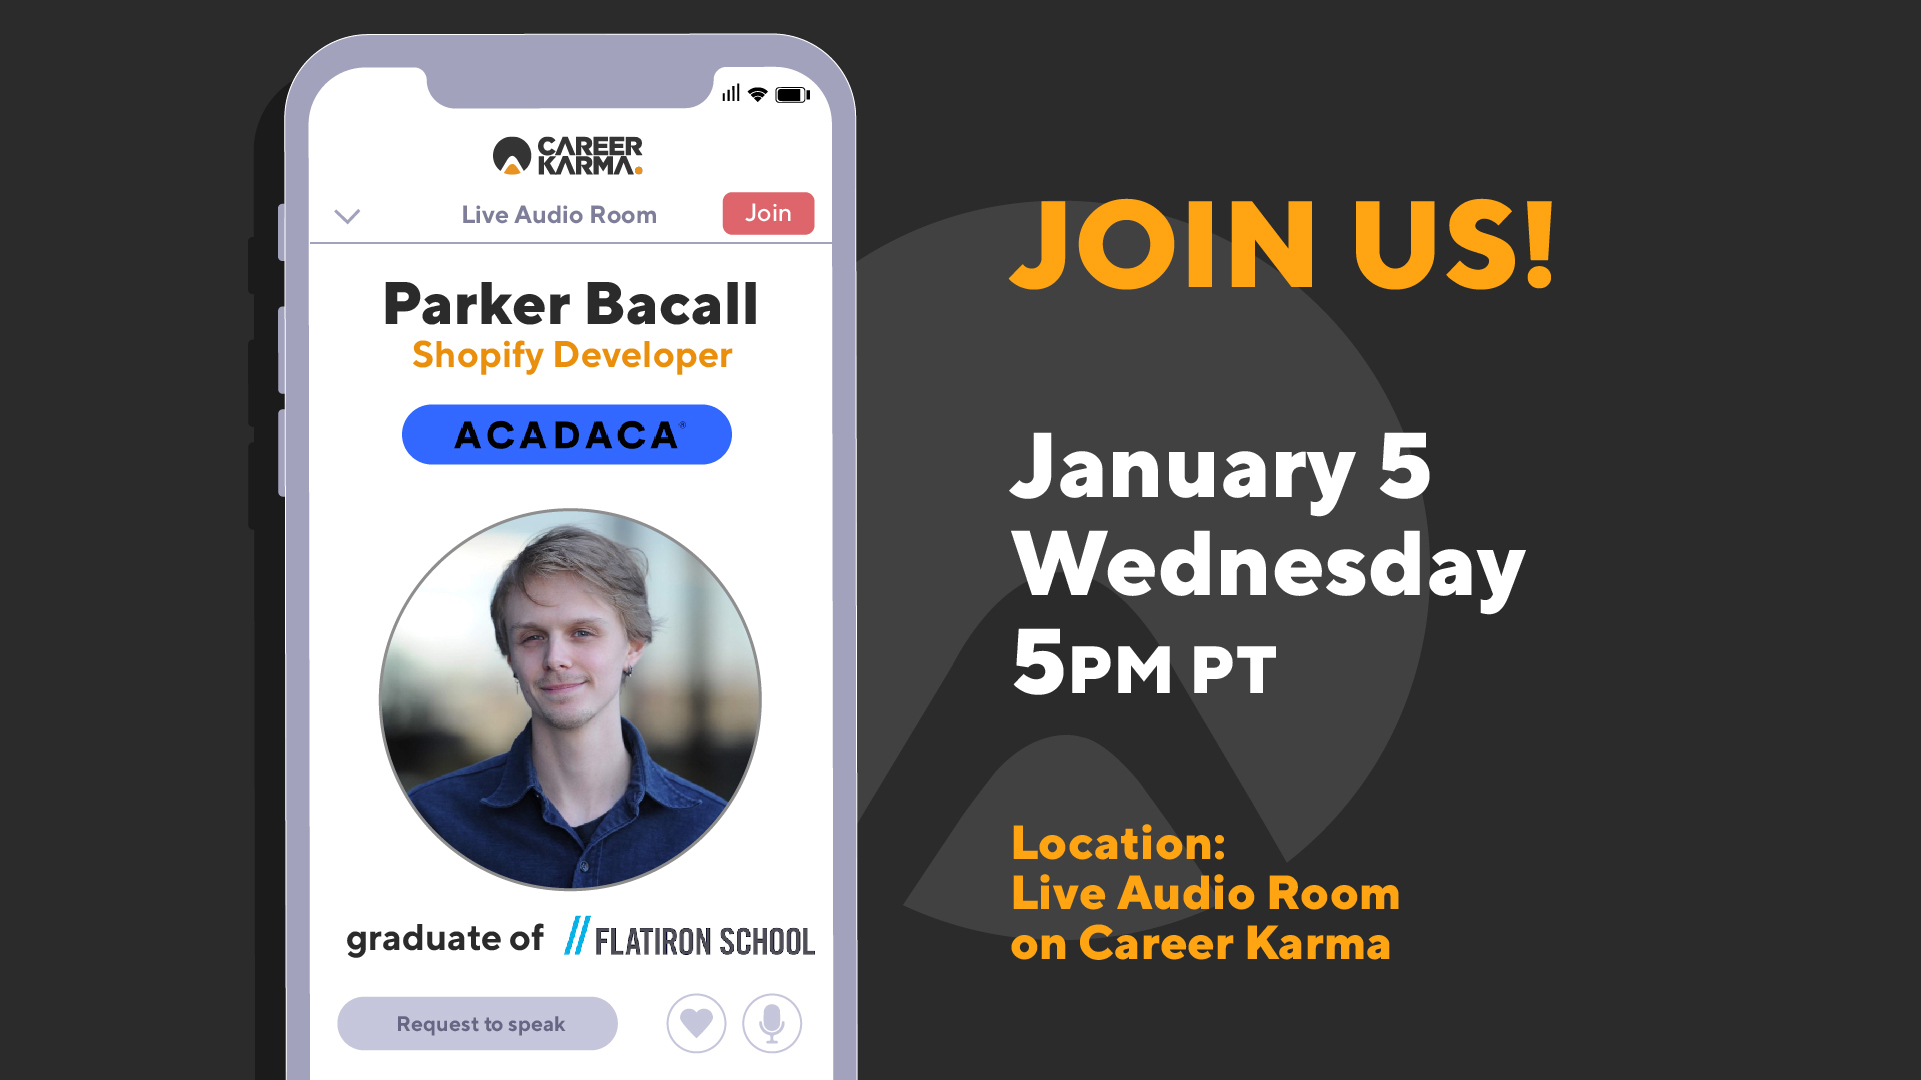 CAREER
KARMA.
Live Audio Room
Join
Parker Bacall
Shopify Developer
ACADACA®
graduate of // FLATIRON SCHOOL
Request to speak
JOIN US!
January 5
Wednesday
5PM PT
Location:
Live Audio Room
on Career Karma